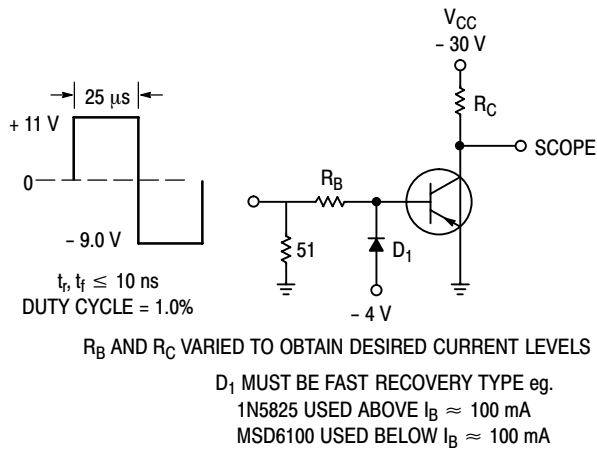 V_CC
– 30 V
25 µs
+ 11 V
0
– 9.0 V
R_C
SCOPE
R_B
51
D_1
– 4 V
t_r, t_f ≤ 10 ns
DUTY CYCLE = 1.0%
R_B AND R_C VARIED TO OBTAIN DESIRED CURRENT LEVELS
D_1 MUST BE FAST RECOVERY TYPE eg.
1N5825 USED ABOVE I_B ≈ 100 mA
MSD6100 USED BELOW I_B ≈ 100 mA